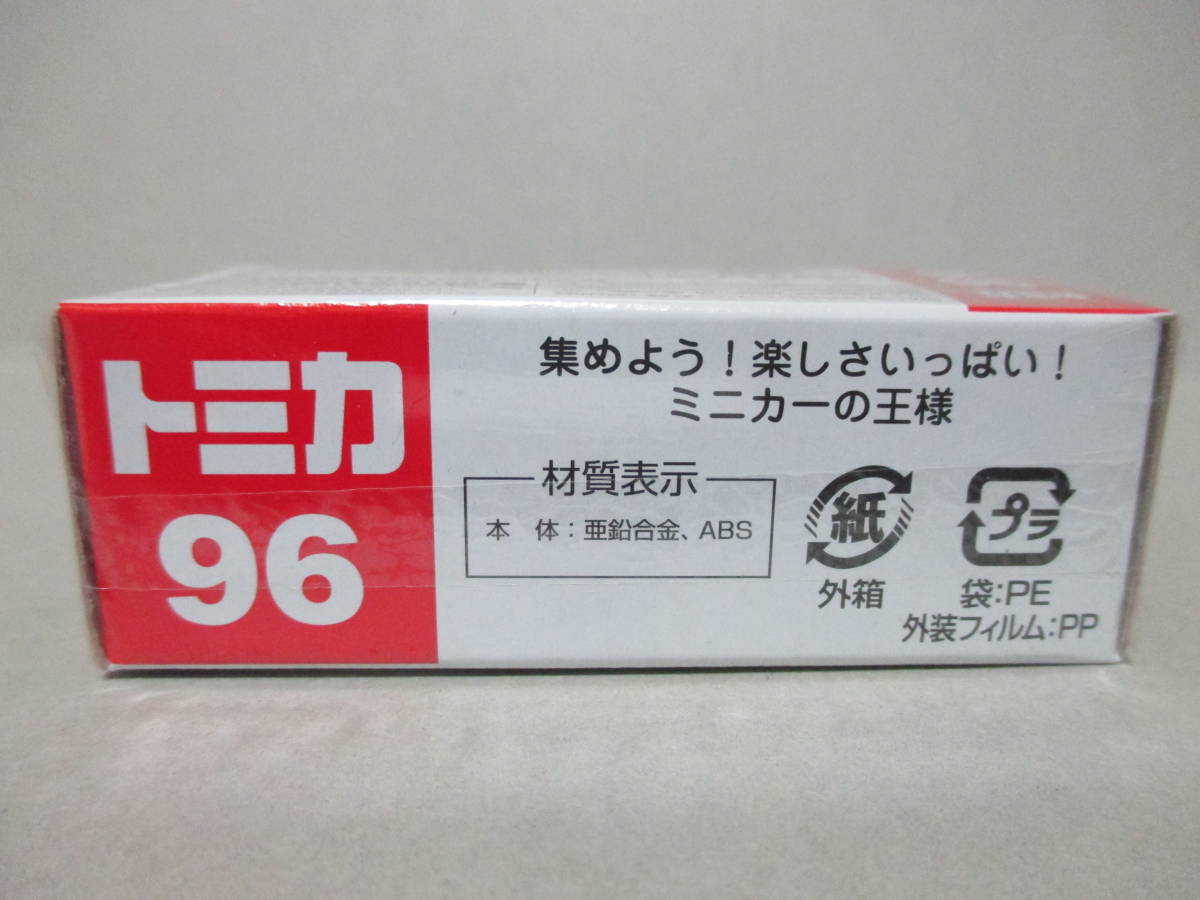 トミカ
96
集めよう!楽しさいっぱい!
ミニカーの王様
材質表示
本 体:亜鉛合金、ABS
紙
外箱
プラ
袋:PE
外装フィルム:PP